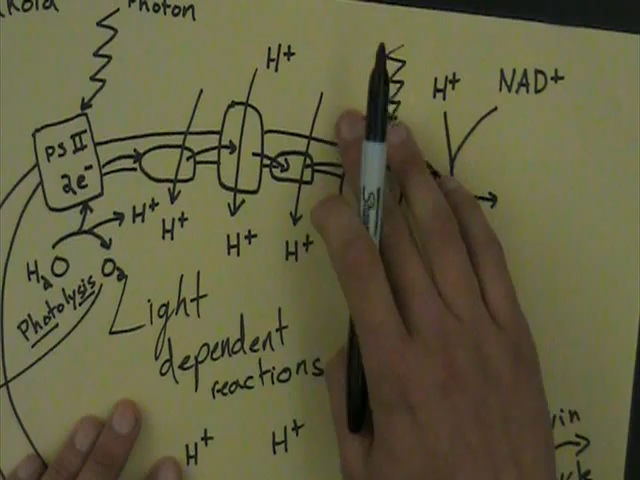 Photon
H+
H+
NAD+
PS II
2e-
H+
H+
H+
H+
H2O
O2
Photolysis
Light
dependent
reactions
H+
H+